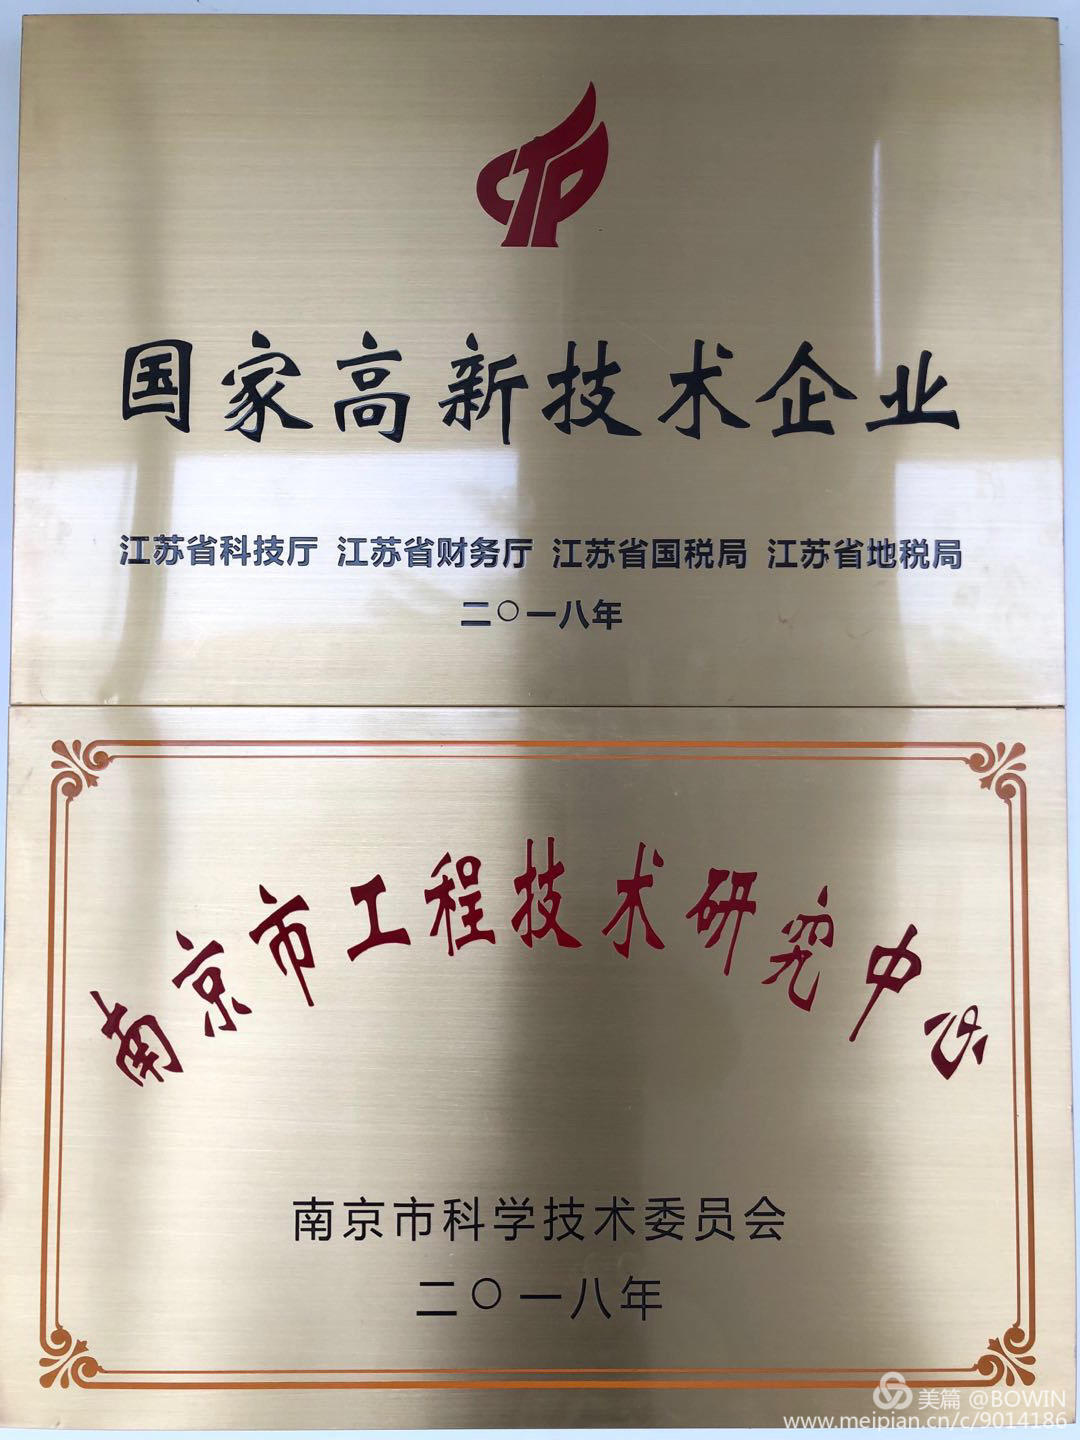 CTP
国家高新技术企业
江苏省科技厅 江苏省财务厅 江苏省国税局 江苏省地税局
二〇一八年
南京市工程技术研究中心
南京市科学技术委员会
二〇一八年
美篇 @BOWIN
www.meipian.cn/c/9014186